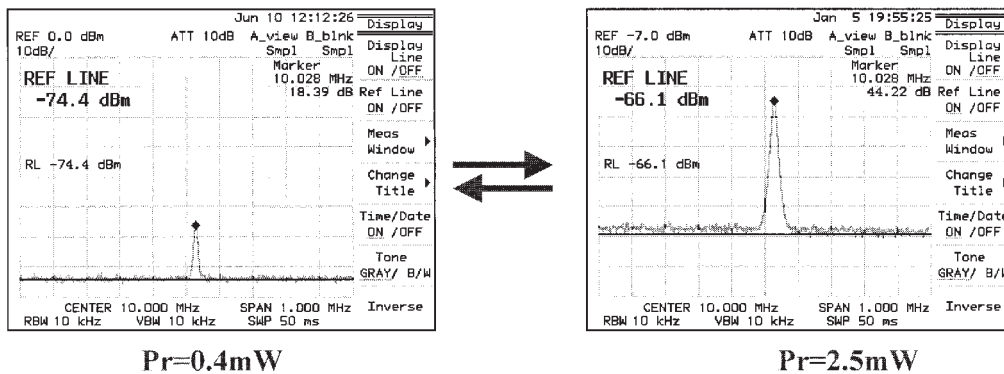 Jun 10 12:12:26
REF 0.0 dBm ATT 10dB A_view B_blnk
10dB/ Smpl Smpl
Marker
10.028 MHz
18.39 dB
REF LINE
-74.4 dBm
RL -74.4 dBm
CENTER 10.000 MHz SPAN 1.000 MHz
RBW 10 kHz VBW 10 kHz SWP 50 ms
Display
Display
Line
ON /OFF
Ref Line
ON /OFF
Meas
Window
Change
Title
Time/Date
ON /OFF
Tone
GRAY/ B/W
Inverse
Pr=0.4mW
Jan 5 19:55:25
REF -7.0 dBm ATT 10dB A_view B_blnk
10dB/ Smpl Smpl
Marker
10.028 MHz
44.22 dB
REF LINE
-66.1 dBm
RL -66.1 dBm
CENTER 10.000 MHz SPAN 1.000 MHz
RBW 10 kHz VBW 10 kHz SWP 50 ms
Display
Display
Line
ON /OFF
Ref Line
ON /OFF
Meas
Window
Change
Title
Time/Date
ON /OFF
Tone
GRAY/ B/W
Inverse
Pr=2.5mW